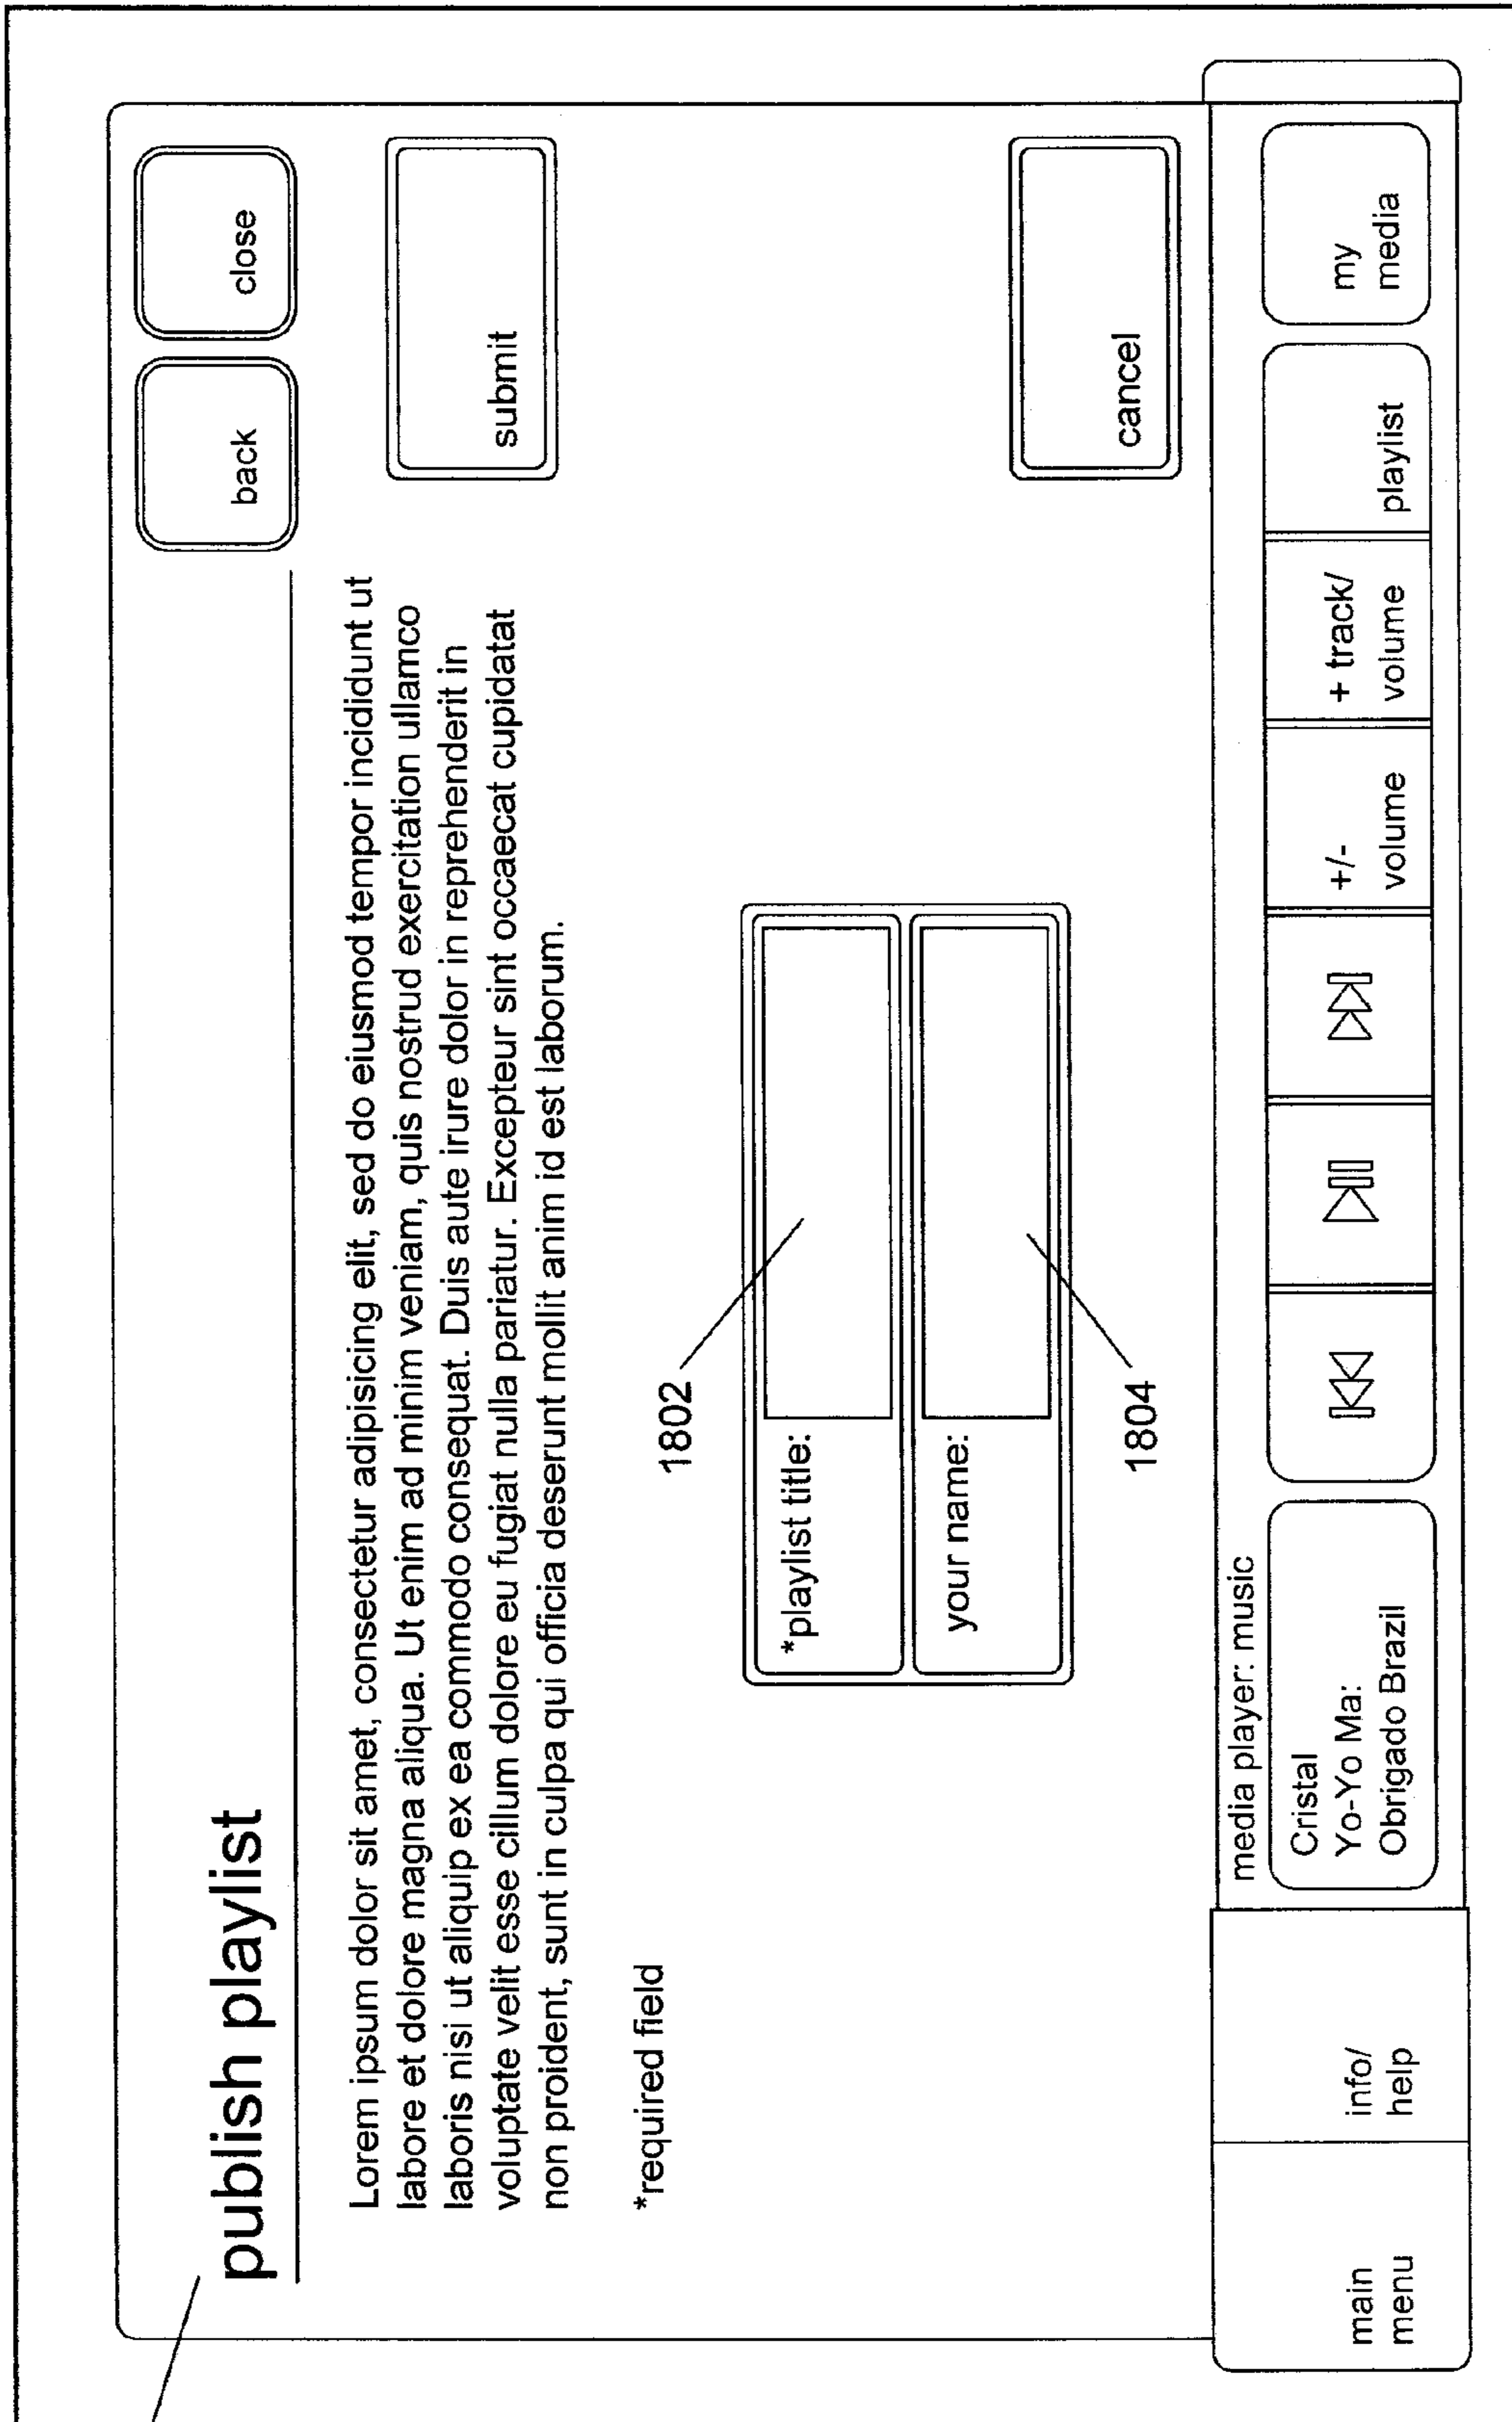 publish playlist
back
close
Lorem ipsum dolor sit amet, consectetur adipisicing elit, sed do eiusmod tempor incididunt ut
labore et dolore magna aliqua. Ut enim ad minim veniam, quis nostrud exercitation ullamco
laboris nisi ut aliquip ex ea commodo consequat. Duis aute irure dolor in reprehenderit in
voluptate velit esse cillum dolore eu fugiat nulla pariatur. Excepteur sint occaecat cupidatat
non proident, sunt in culpa qui officia deserunt mollit anim id est laborum.
submit
*required field
1802
*playlist title:
your name:
1804
cancel
main
menu
info/
help
media player: music
Cristal
Yo-Yo Ma:
Obrigado Brazil
+/-
volume
+ track/
volume
playlist
my
media